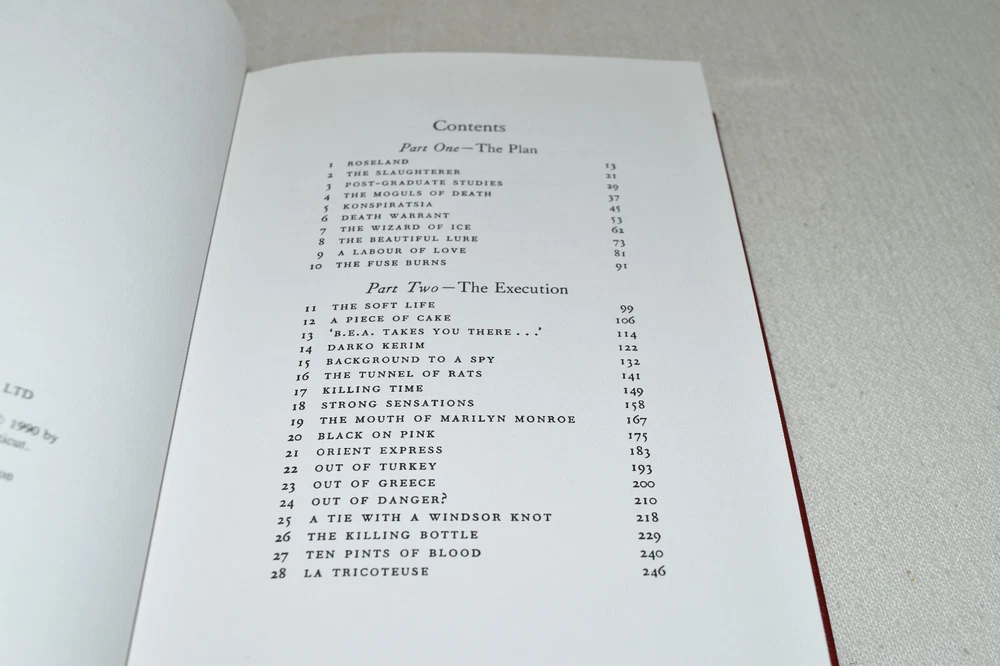 LTD
1990 by
Contents
Part One—The Plan
1 ROSELAND 13
2 THE SLAUGHTERER 21
3 POST-GRADUATE STUDIES 29
4 THE MOGULS OF DEATH 37
5 KONSPIRATSIA 45
6 DEATH WARRANT 53
7 THE WIZARD OF ICE 62
8 THE BEAUTIFUL LURE 73
9 A LABOUR OF LOVE 81
10 THE FUSE BURNS 91
Part Two—The Execution
11 THE SOFT LIFE 99
12 A PIECE OF CAKE 106
13 'B.E.A. TAKES YOU THERE...' 114
14 DARKO KERIM 122
15 BACKGROUND TO A SPY 132
16 THE TUNNEL OF RATS 141
17 KILLING TIME 149
18 STRONG SENSATIONS 158
19 THE MOUTH OF MARILYN MONROE 167
20 BLACK ON PINK 175
21 ORIENT EXPRESS 183
22 OUT OF TURKEY 193
23 OUT OF GREECE 200
24 OUT OF DANGER? 210
25 A TIE WITH A WINDSOR KNOT 218
26 THE KILLING BOTTLE 229
27 TEN PINTS OF BLOOD 240
28 LA TRICOTEUSE 246